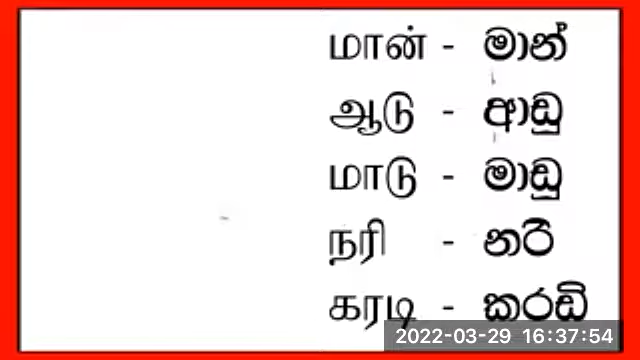 மான் - මාන්
ஆடு - ආඩු
மாடு - මාඩු
நரி - නරි
கரடி - කරඩි
2022-03-29 16:37:54